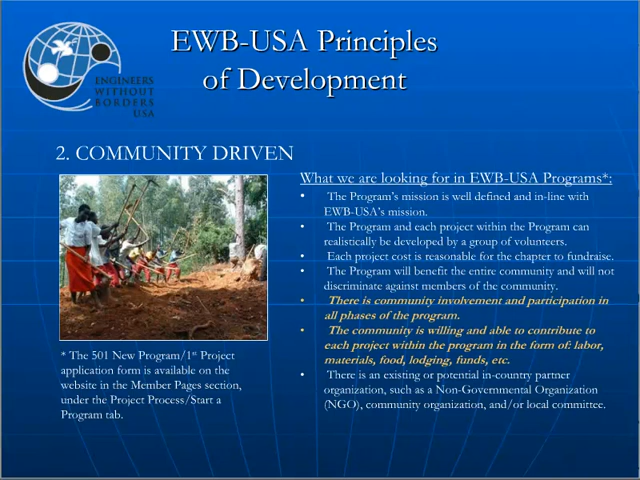 ENGINEERS
WITHOUT
BORDERS
USA
EWB-USA Principles
of Development
2. COMMUNITY DRIVEN
What we are looking for in EWB-USA Programs*:
• The Program's mission is well defined and in-line with
EWB-USA's mission.
• The Program and each project within the Program can
realistically be developed by a group of volunteers.
• Each project cost is reasonable for the chapter to fundraise.
• The Program will benefit the entire community and will not
discriminate against members of the community.
• There is community involvement and participation in
all phases of the program.
• The community is willing and able to contribute to
each project within the program in the form of: labor,
materials, food, lodging, funds, etc.
• There is an existing or potential in-country partner
organization, such as a Non-Governmental Organization
(NGO), community organization, and/or local committee.
* The 501 New Program/1st Project
application form is available on the
website in the Member Pages section,
under the Project Process/Start a
Program tab.